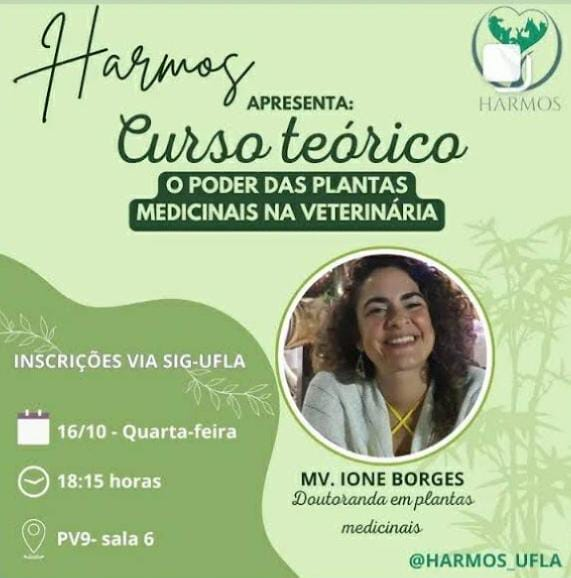 Harmos
HARMOS
APRESENTA:
Curso teórico
O PODER DAS PLANTAS
MEDICINAIS NA VETERINÁRIA
INSCRIÇÕES VIA SIG-UFLA
16/10 - Quarta-feira
18:15 horas
PV9- sala 6
MV. IONE BORGES
Doutoranda em plantas
medicinais
@HARMOS_UFLA